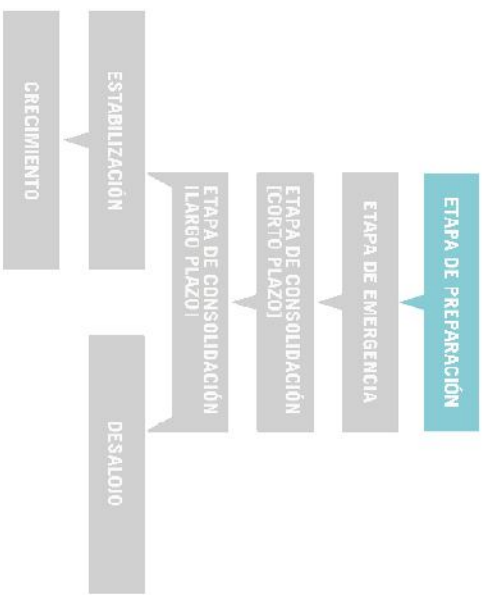 ETAPA DE PREPARACIÓN
ETAPA DE EMERGENCIA
ETAPA DE CONSOLIDACIÓN
[CORTO PLAZO]
ETAPA DE CONSOLIDACIÓN
[LARGO PLAZO]
ESTABILIZACIÓN
DESALOJO
CRECIMIENTO